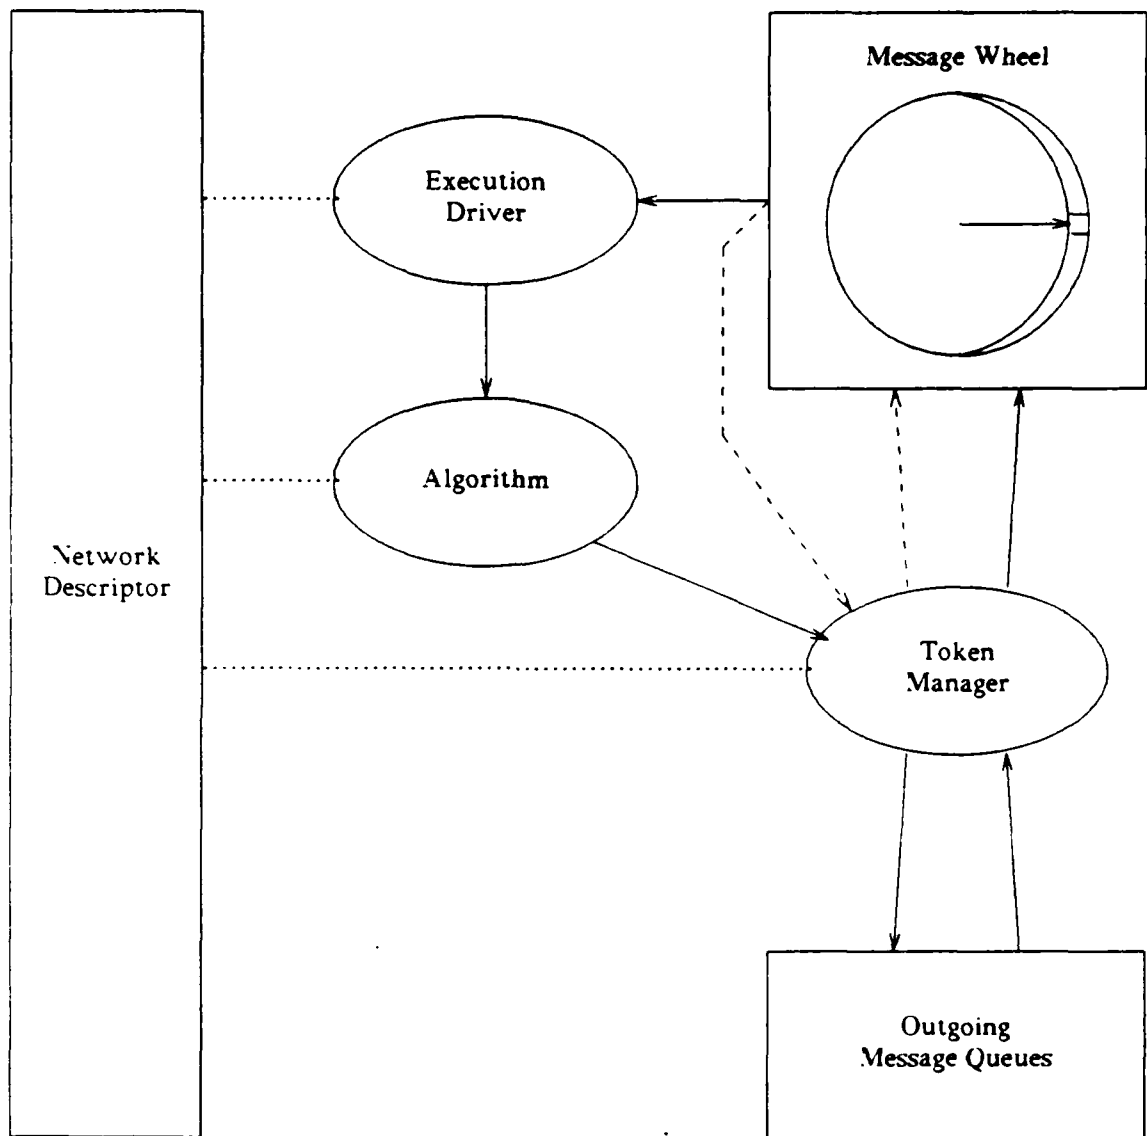 Message Wheel
Execution
Driver
Algorithm
Network
Descriptor
Token
Manager
Outgoing
Message Queues